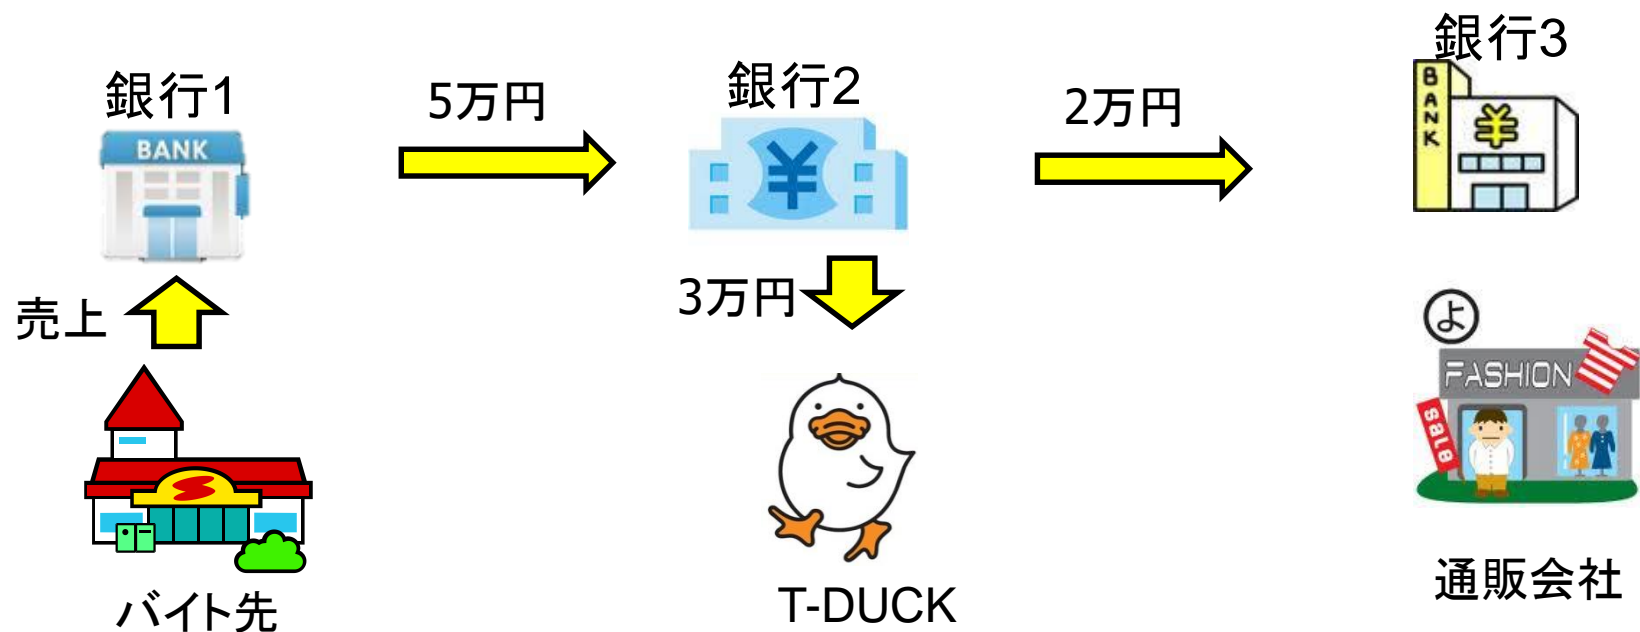 銀行1
5万円
銀行2
2万円
銀行3
BANK
¥
BANK
¥
売上
3万円
よ
FASHION
SALE
バイト先
T-DUCK
通販会社